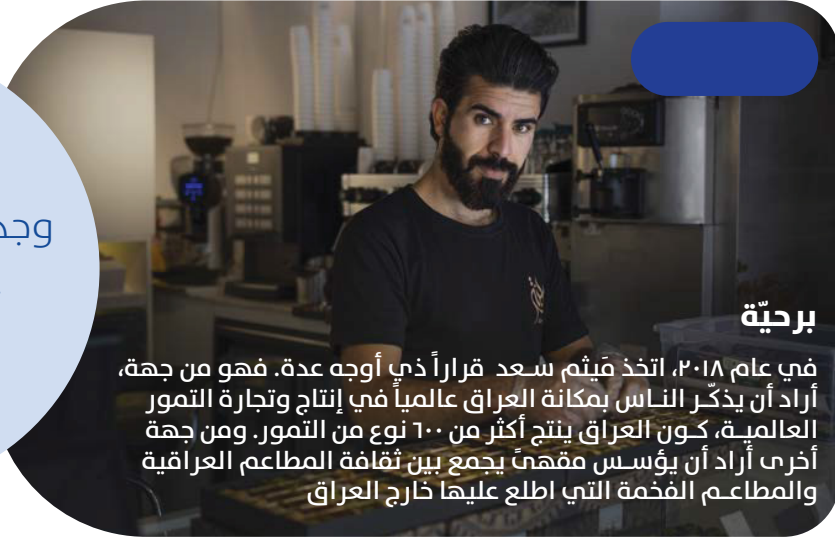 برحيّة
في عام ٢٠١٨، اتخذ مَيثم سعد قراراً ذي أوجه عدة. فهو من جهة،
أراد أن يذكّر الناس بمكانة العراق عالمياً في إنتاج وتجارة التمور
العالمية، كون العراق ينتج أكثر من ٦٠٠ نوع من التمور. ومن جهة
أخرى أراد أن يؤسس مقهىً يجمع بين ثقافة المطاعم العراقية
والمطاعم الفخمة التي اطلع عليها خارج العراق